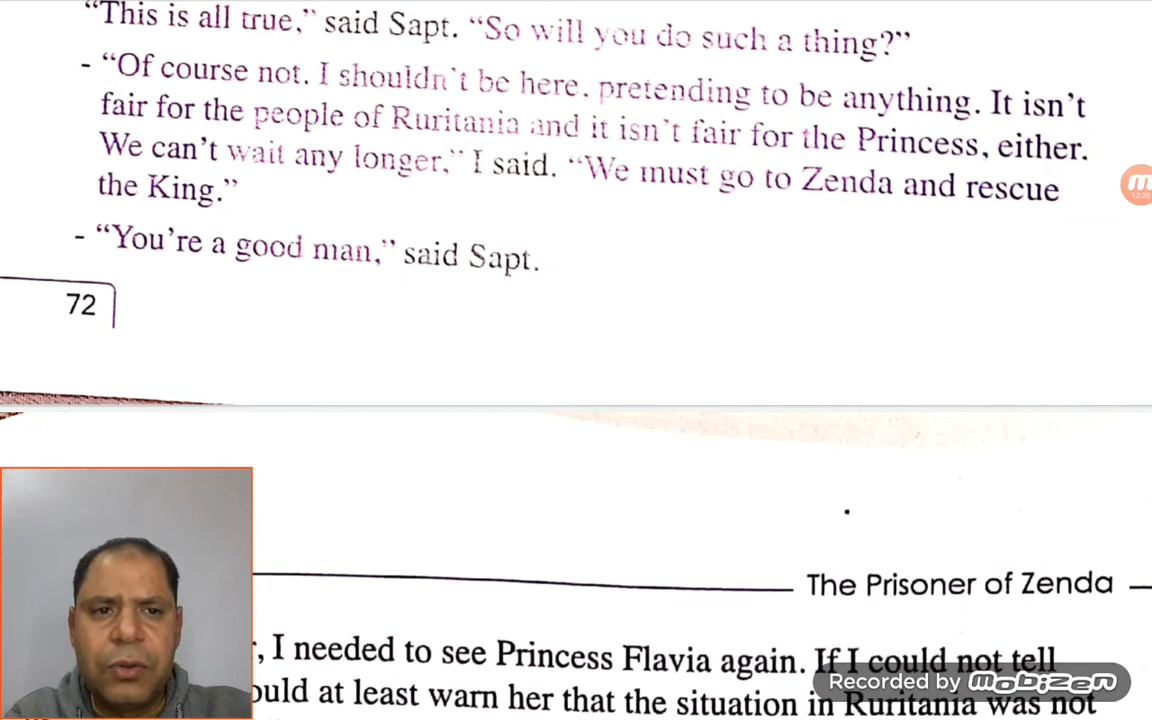 “This is all true,” said Sapt. “So will you do such a thing?”
- “Of course not. I shouldn’t be here, pretending to be anything. It isn’t
fair for the people of Ruritania and it isn’t fair for the Princess, either.
We can’t wait any longer,” I said. “We must go to Zenda and rescue
the King.”
- “You’re a good man,” said Sapt.
72
12:20
The Prisoner of Zenda
, I needed to see Princess Flavia again. If I could not tell
at least warn her that the situation in Ruritania was not
Recorded by mobizen